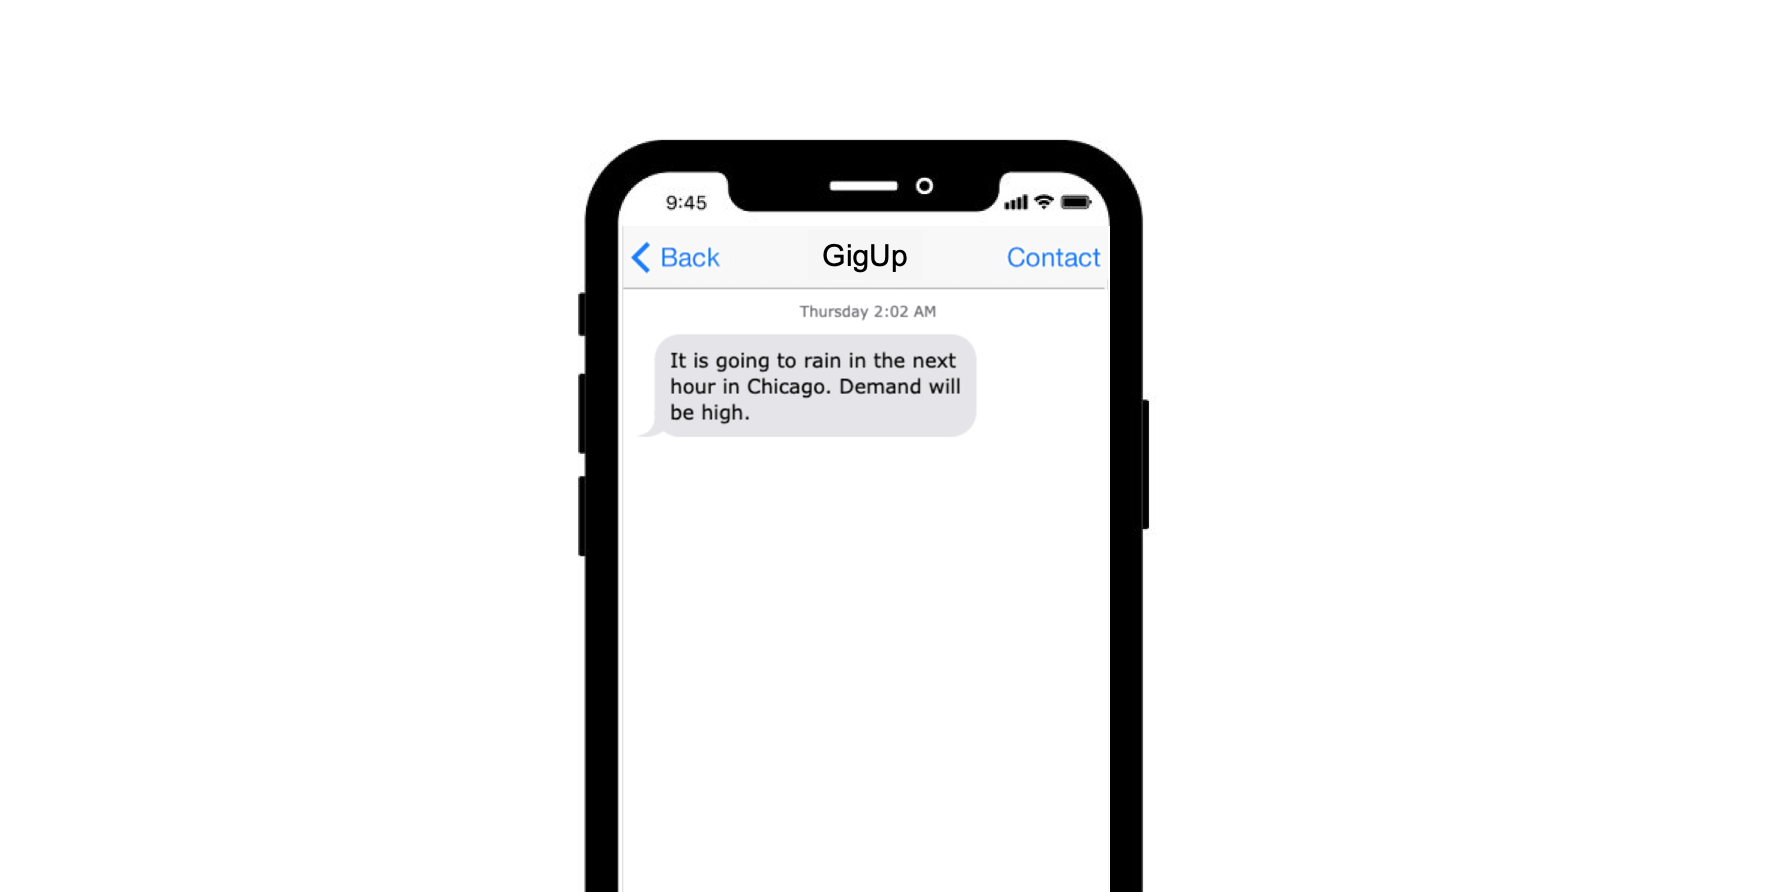 9:45
Back
GigUp
Contact
Thursday 2:02 AM
It is going to rain in the next
hour in Chicago. Demand will
be high.